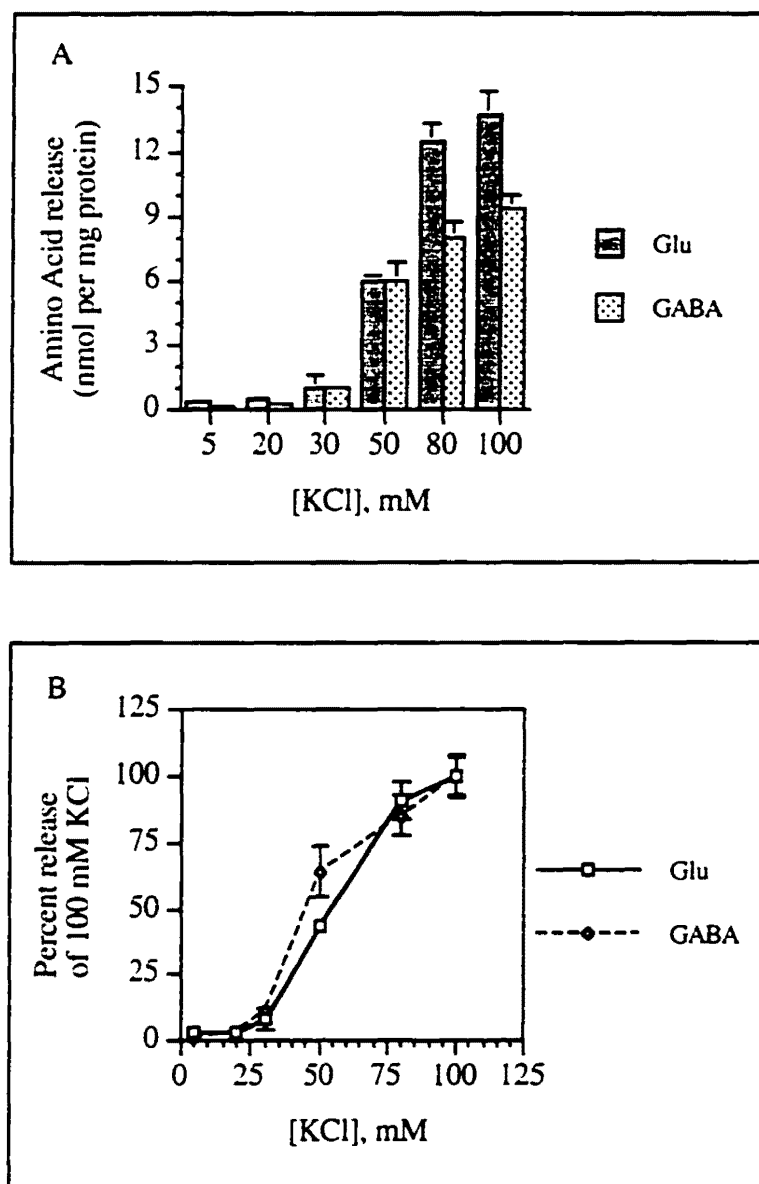 A
Amino Acid release
(nmol per mg protein)
15
12
9
6
3
0
5 20 30 50 80 100
[KCl], mM
Glu
GABA
B
Percent release
of 100 mM KCl
125
100
75
50
25
0
0 25 50 75 100 125
[KCl], mM
Glu
GABA